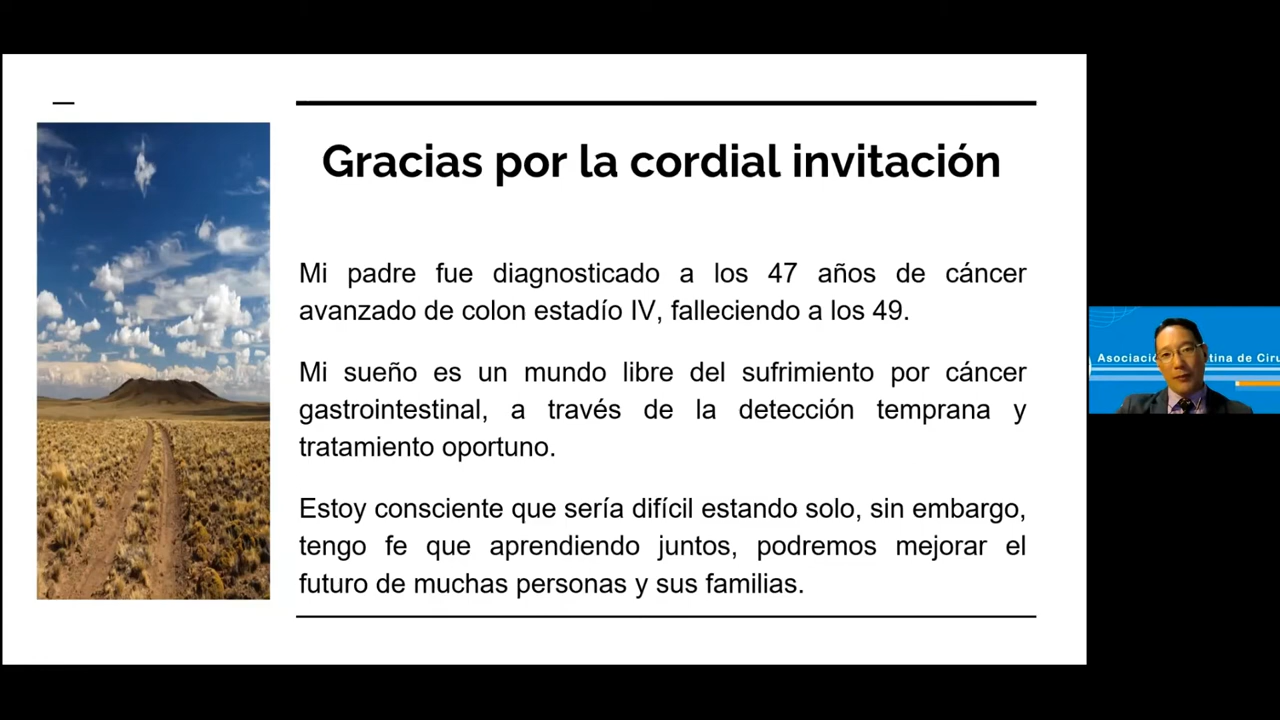 Gracias por la cordial invitación
Mi padre fue diagnosticado a los 47 años de cáncer
avanzado de colon estadío IV, falleciendo a los 49.
Mi sueño es un mundo libre del sufrimiento por cáncer
gastrointestinal, a través de la detección temprana y
tratamiento oportuno.
Estoy consciente que sería difícil estando solo, sin embargo,
tengo fe que aprendiendo juntos, podremos mejorar el
futuro de muchas personas y sus familias.
de